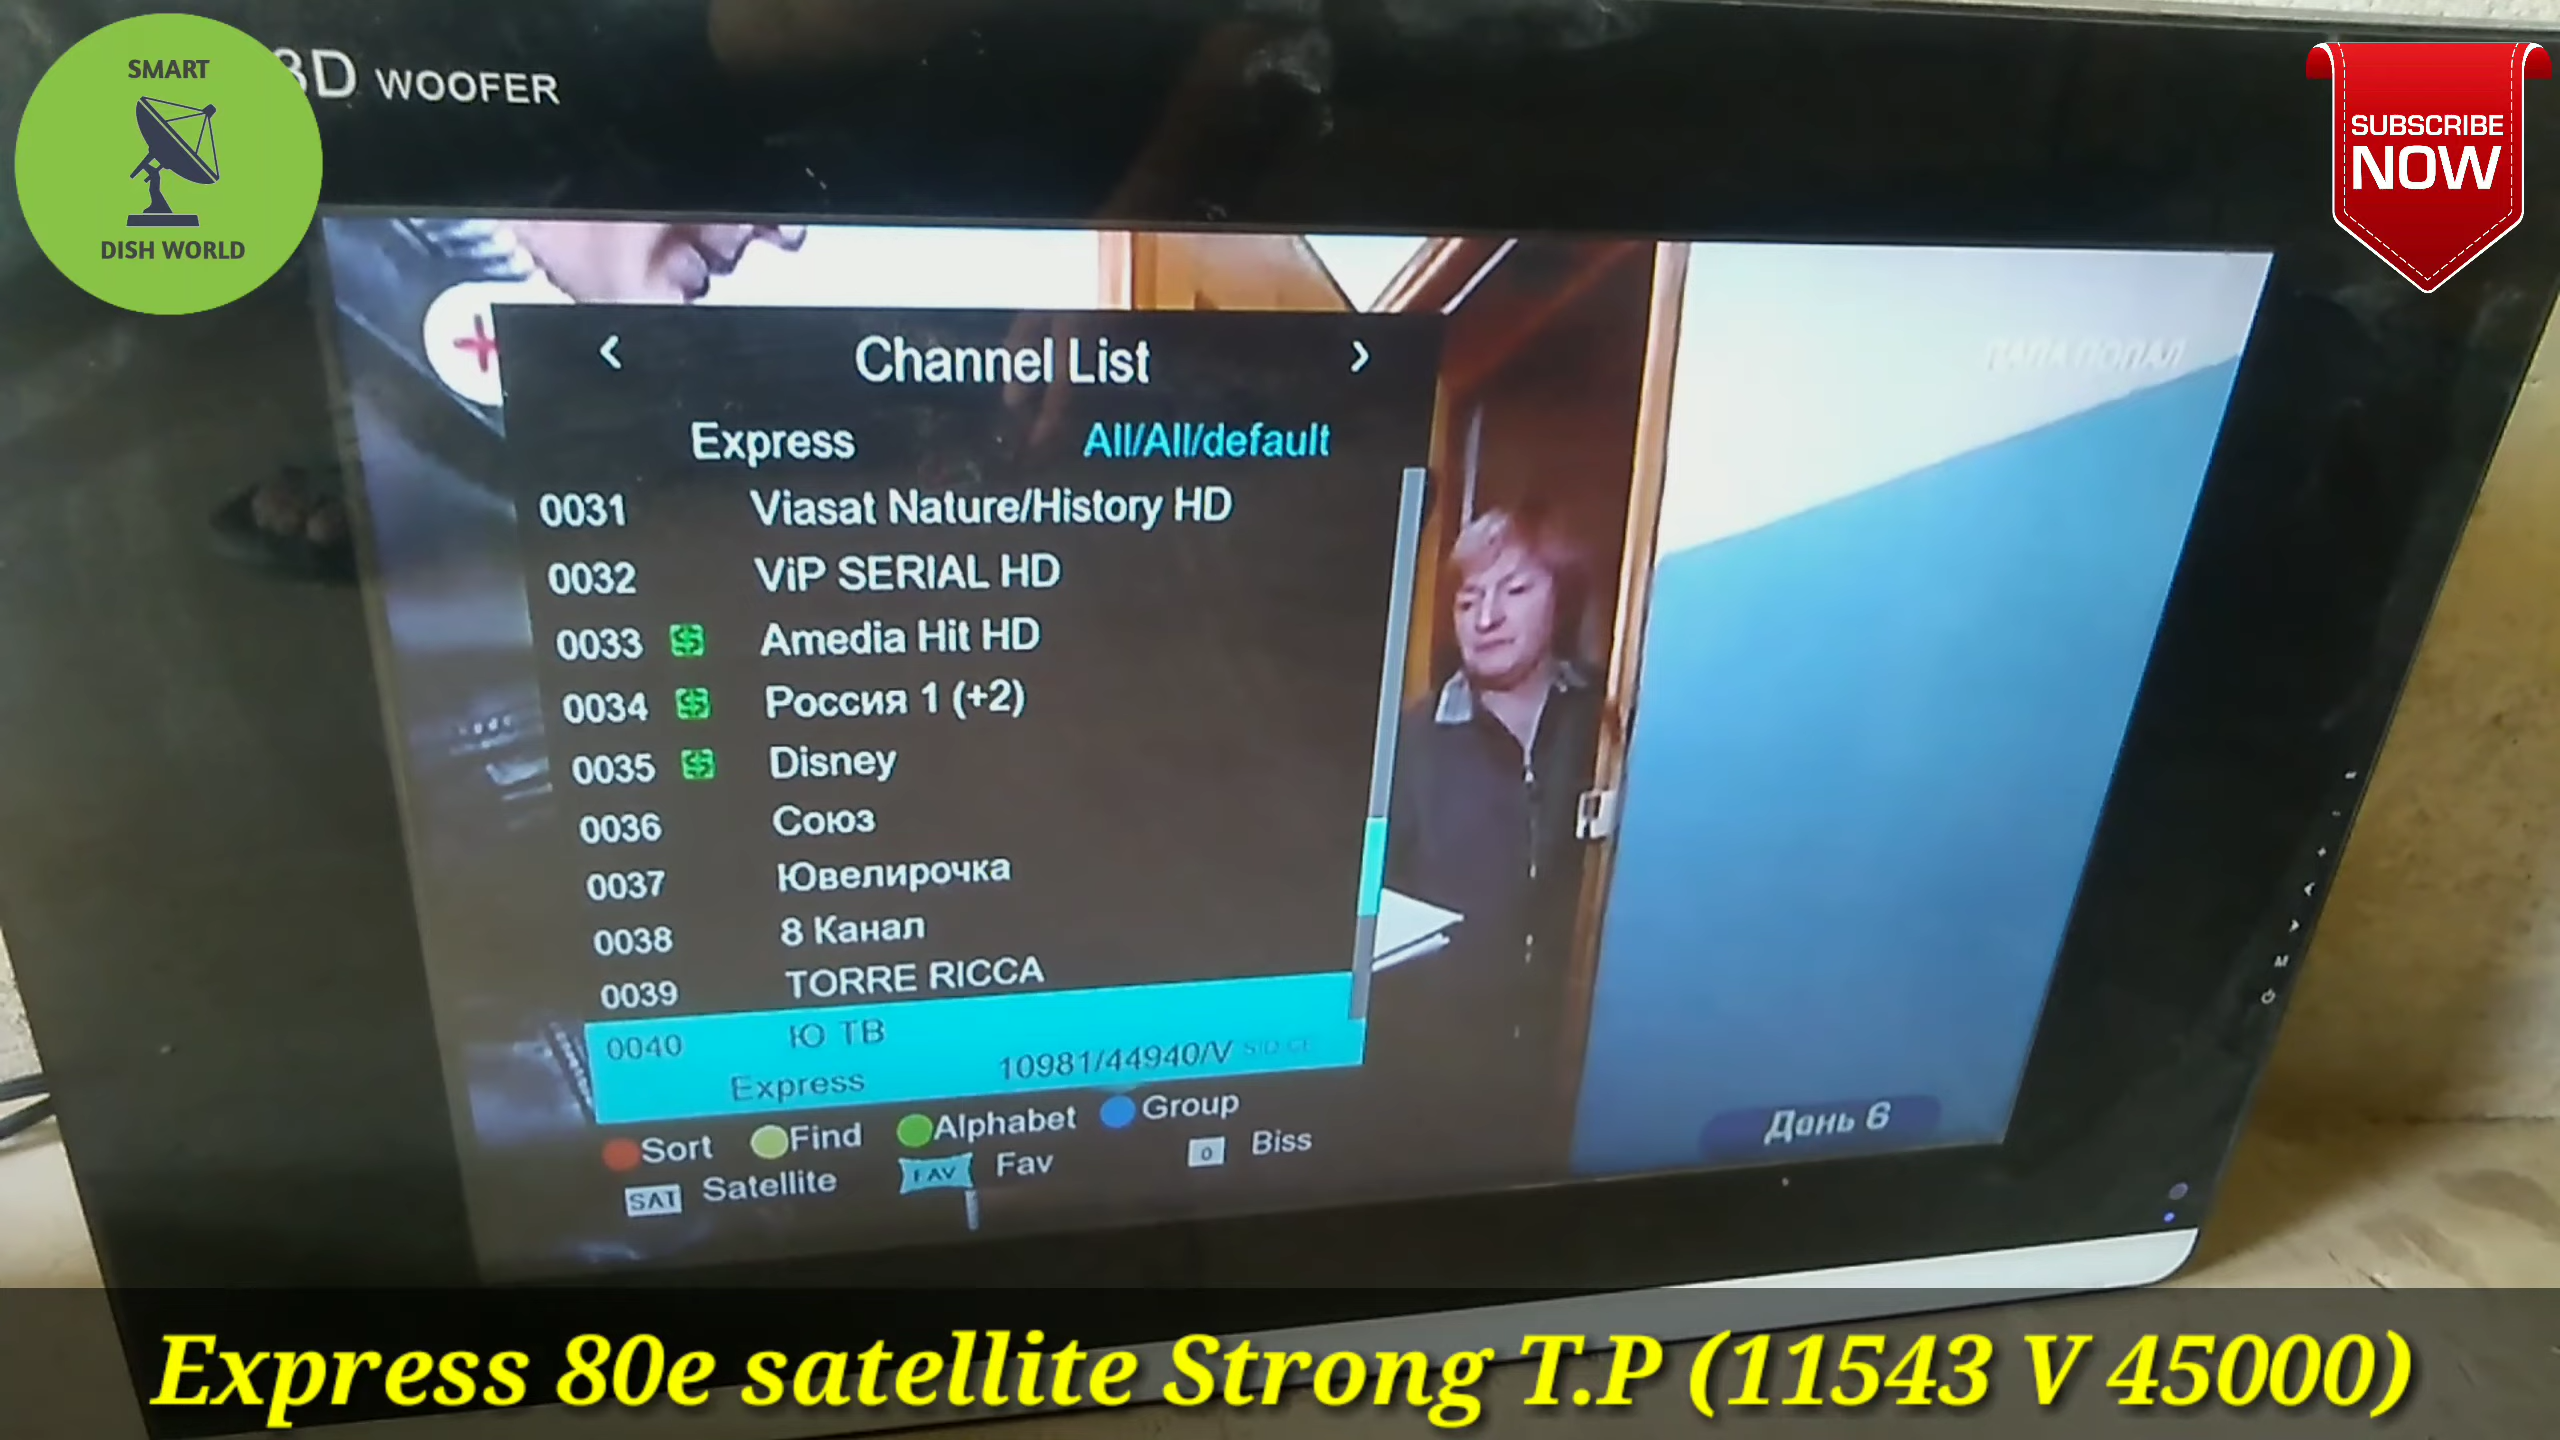 SMART
DISH WORLD
3D WOOFER
SUBSCRIBE
NOW
Channel List
Express All/All/default
0031 Viasat Nature/History HD
0032 ViP SERIAL HD
0033 $ Amedia Hit HD
0034 $ Россия 1 (+2)
0035 $ Disney
0036 Союз
0037 Ювелирочка
0038 8 Канал
0039 TORRE RICCA
0040 Ю ТВ
Express 10981/44940/V
Sort Find Alphabet Group
SAT Satellite FAV Fav 0 Biss
ПАПА ПОПАЛ
День 6
Express 80e satellite Strong T.P (11543 V 45000)